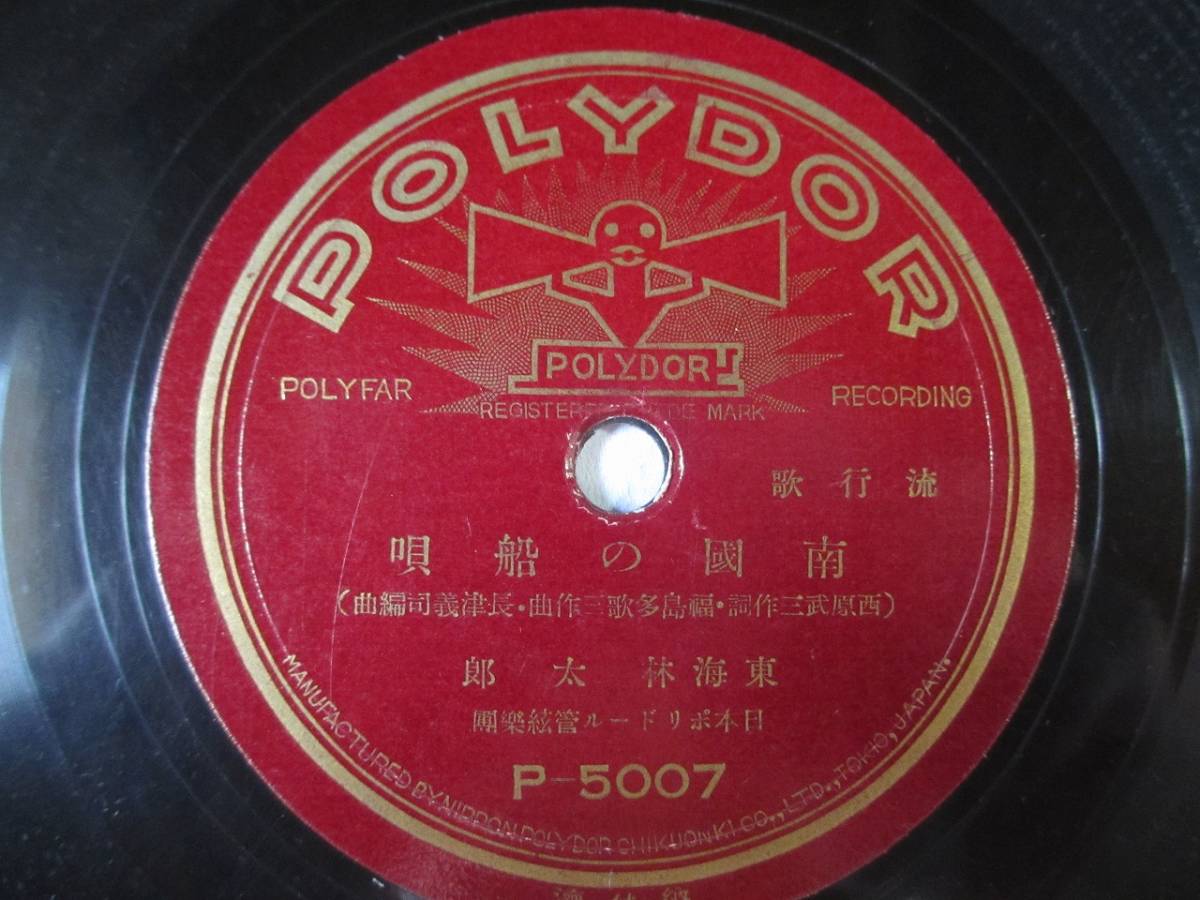 POLYDOR
POLYDOR
REGISTERED TRADE MARK
POLYFAR RECORDING
流行歌
南國の船唄
(西原武三作詞・福島多歌三作曲・長津義司編曲)
東海林太郎
日本ポリドール管絃樂團
P-5007
MANUFACTURED BY NIPPON POLYDOR CHIKUONKI CO., LTD., TOKIO, JAPAN.